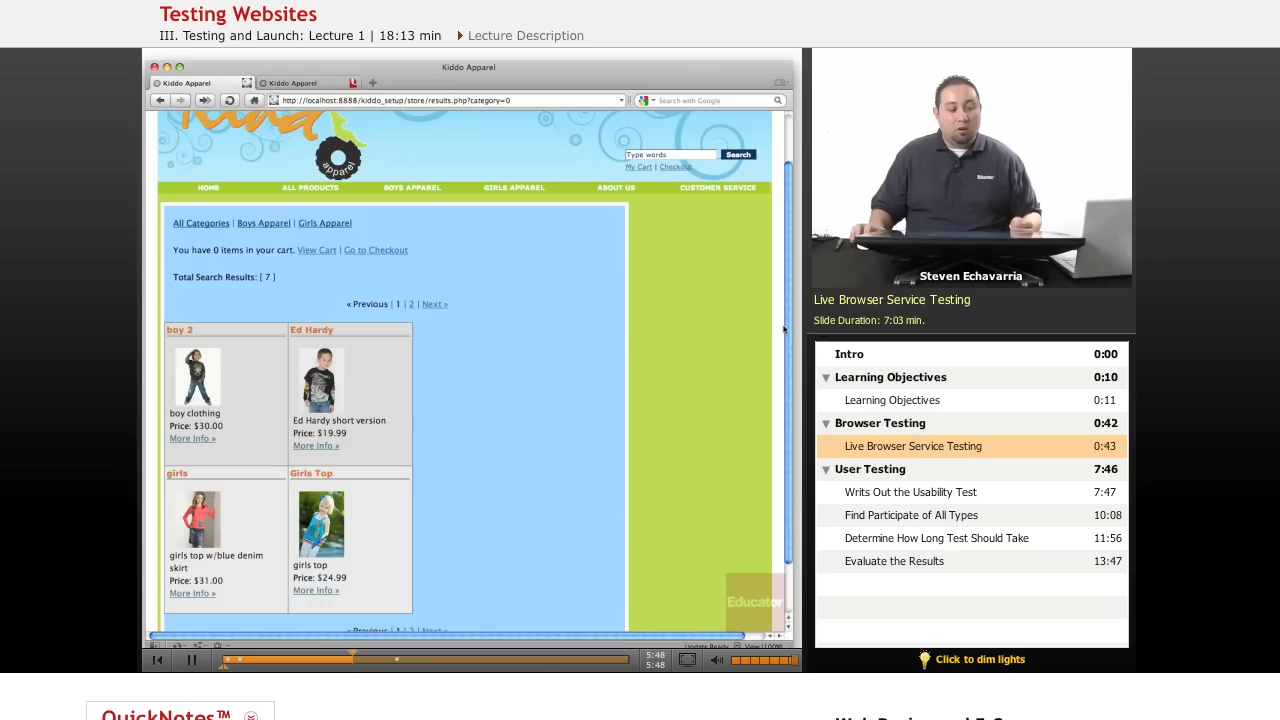 Testing Websites
III. Testing and Launch: Lecture 1 | 18:13 min Lecture Description
Kiddo Apparel
Kiddo Apparel Kiddo Apparel
http://localhost:8888/kiddo_setup/store/results.php?category=0 Search with Google
apparel
Type words Search
My Cart | Checkout
HOME ALL PRODUCTS BOYS APPAREL GIRLS APPAREL ABOUT US CUSTOMER SERVICE
All Categories | Boys Apparel | Girls Apparel
You have 0 items in your cart. View Cart | Go to Checkout
Total Search Results: [ 7 ]
« Previous | 1 | 2 | Next »
boy 2 Ed Hardy
boy clothing
Price: $30.00
More Info »
Ed Hardy short version
Price: $19.99
More Info »
girls Girls Top
girls top w/blue denim
skirt
Price: $31.00
More Info »
girls top
Price: $24.99
More Info »
« Previous | 1 | 2 | Next »
Educator
Update Ready
5:48
5:48
Educator
Steven Echavarria
Live Browser Service Testing
Slide Duration: 7:03 min.
Intro 0:00
Learning Objectives 0:10
Learning Objectives 0:11
Browser Testing 0:42
Live Browser Service Testing 0:43
User Testing 7:46
Writs Out the Usability Test 7:47
Find Participate of All Types 10:08
Determine How Long Test Should Take 11:56
Evaluate the Results 13:47
Click to dim lights
QuickNotes™